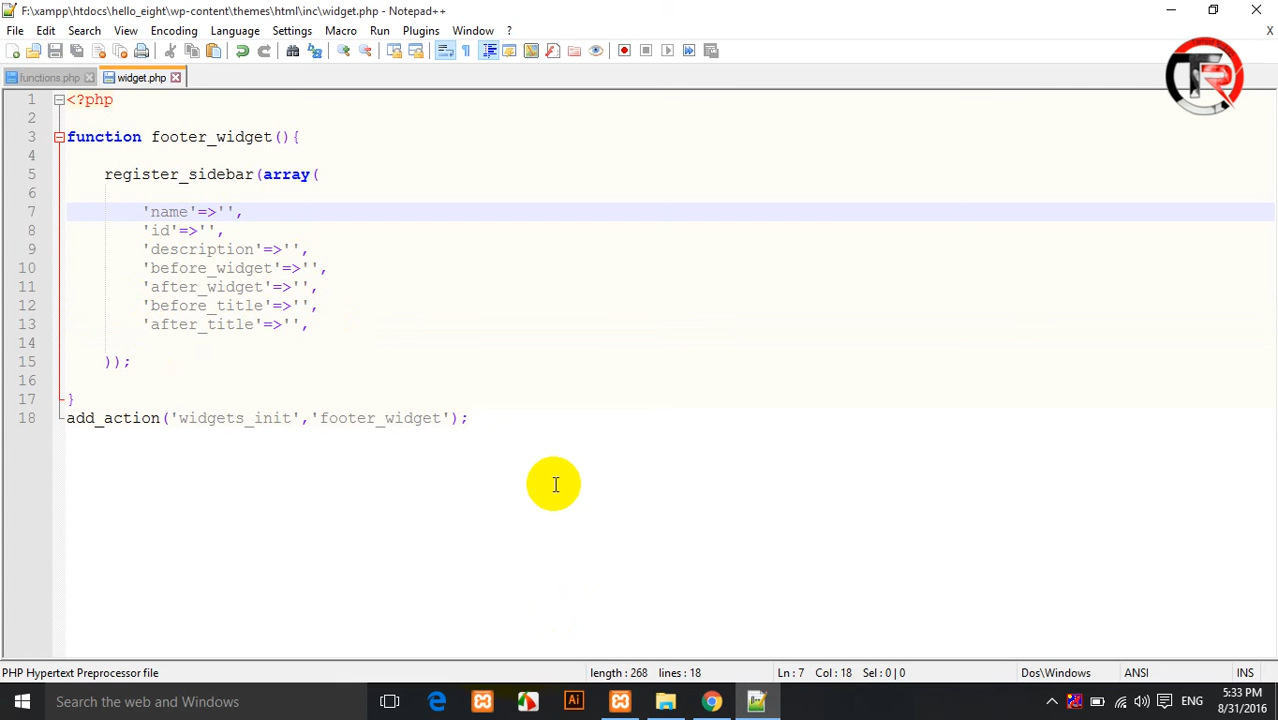 F:\xampp\htdocs\hello_eight\wp-content\themes\html\inc\widget.php - Notepad++
File Edit Search View Encoding Language Settings Macro Run Plugins Window ? X
functions.php widget.php
1 <?php
2
3 function footer_widget(){
4
5 register_sidebar(array(
6
7 'name'=>'',
8 'id'=>'',
9 'description'=>'',
10 'before_widget'=>'',
11 'after_widget'=>'',
12 'before_title'=>'',
13 'after_title'=>'',
14
15 ));
16
17 }
18 add_action('widgets_init','footer_widget');
PHP Hypertext Preprocessor file length : 268 lines : 18 Ln : 7 Col : 18 Sel : 0 | 0 Dos\Windows ANSI INS
Search the web and Windows
Ai
ENG
5:33 PM
8/31/2016